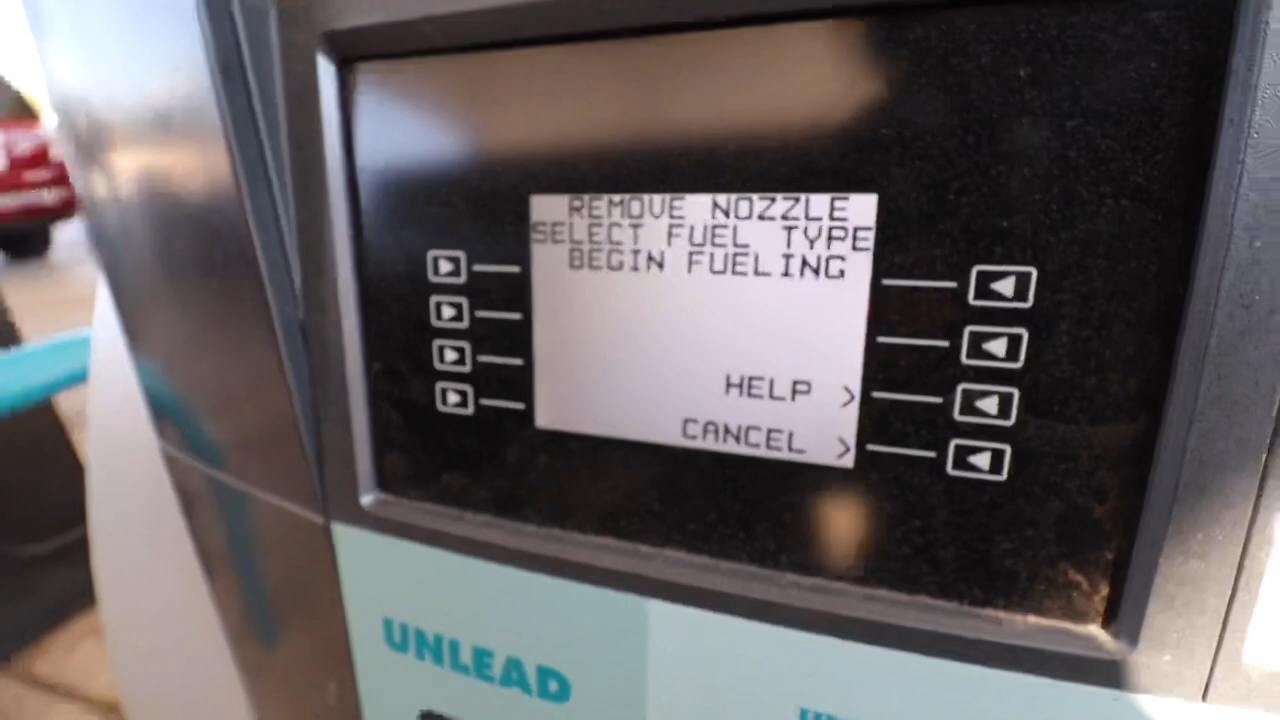 REMOVE NOZZLE
SELECT FUEL TYPE
BEGIN FUELING
HELP >
CANCEL >
UNLEAD